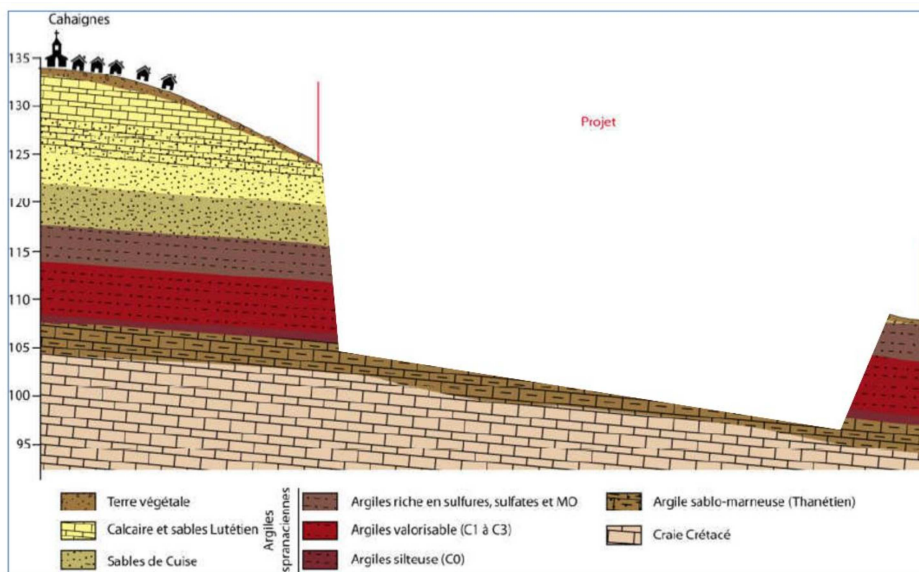 Cahaignes
135
130
125
120
115
110
105
100
95
Projet
Terre végétale
Calcaire et sables Lutétien
Sables de Cuise
Argiles
spranaciennes
Argiles riche en sulfures, sulfates et MO
Argiles valorisable (C1 à C3)
Argiles silteuse (C0)
Argile sablo-marneuse (Thanétien)
Craie Crétacé